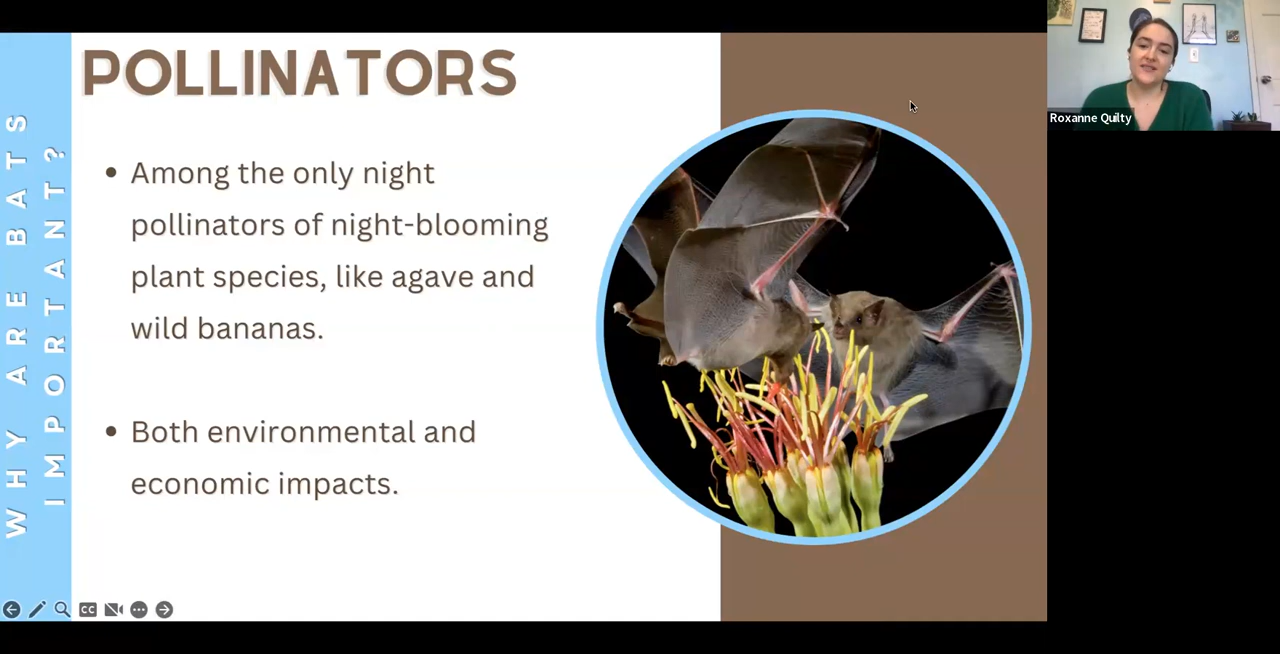 WHY ARE BATS
IMPORTANT?
POLLINATORS
• Among the only night
pollinators of night-blooming
plant species, like agave and
wild bananas.
• Both environmental and
economic impacts.
CC
Roxanne Quilty